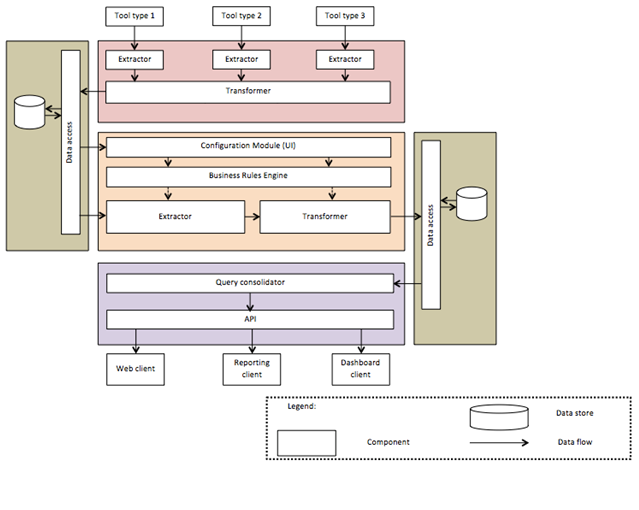 Tool type 1
Tool type 2
Tool type 3
Extractor
Extractor
Extractor
Transformer
Data access
Configuration Module (UI)
Business Rules Engine
Extractor
Transformer
Data access
Query consolidator
API
Web client
Reporting
client
Dashboard
client
Legend:
Data store
Component
Data flow